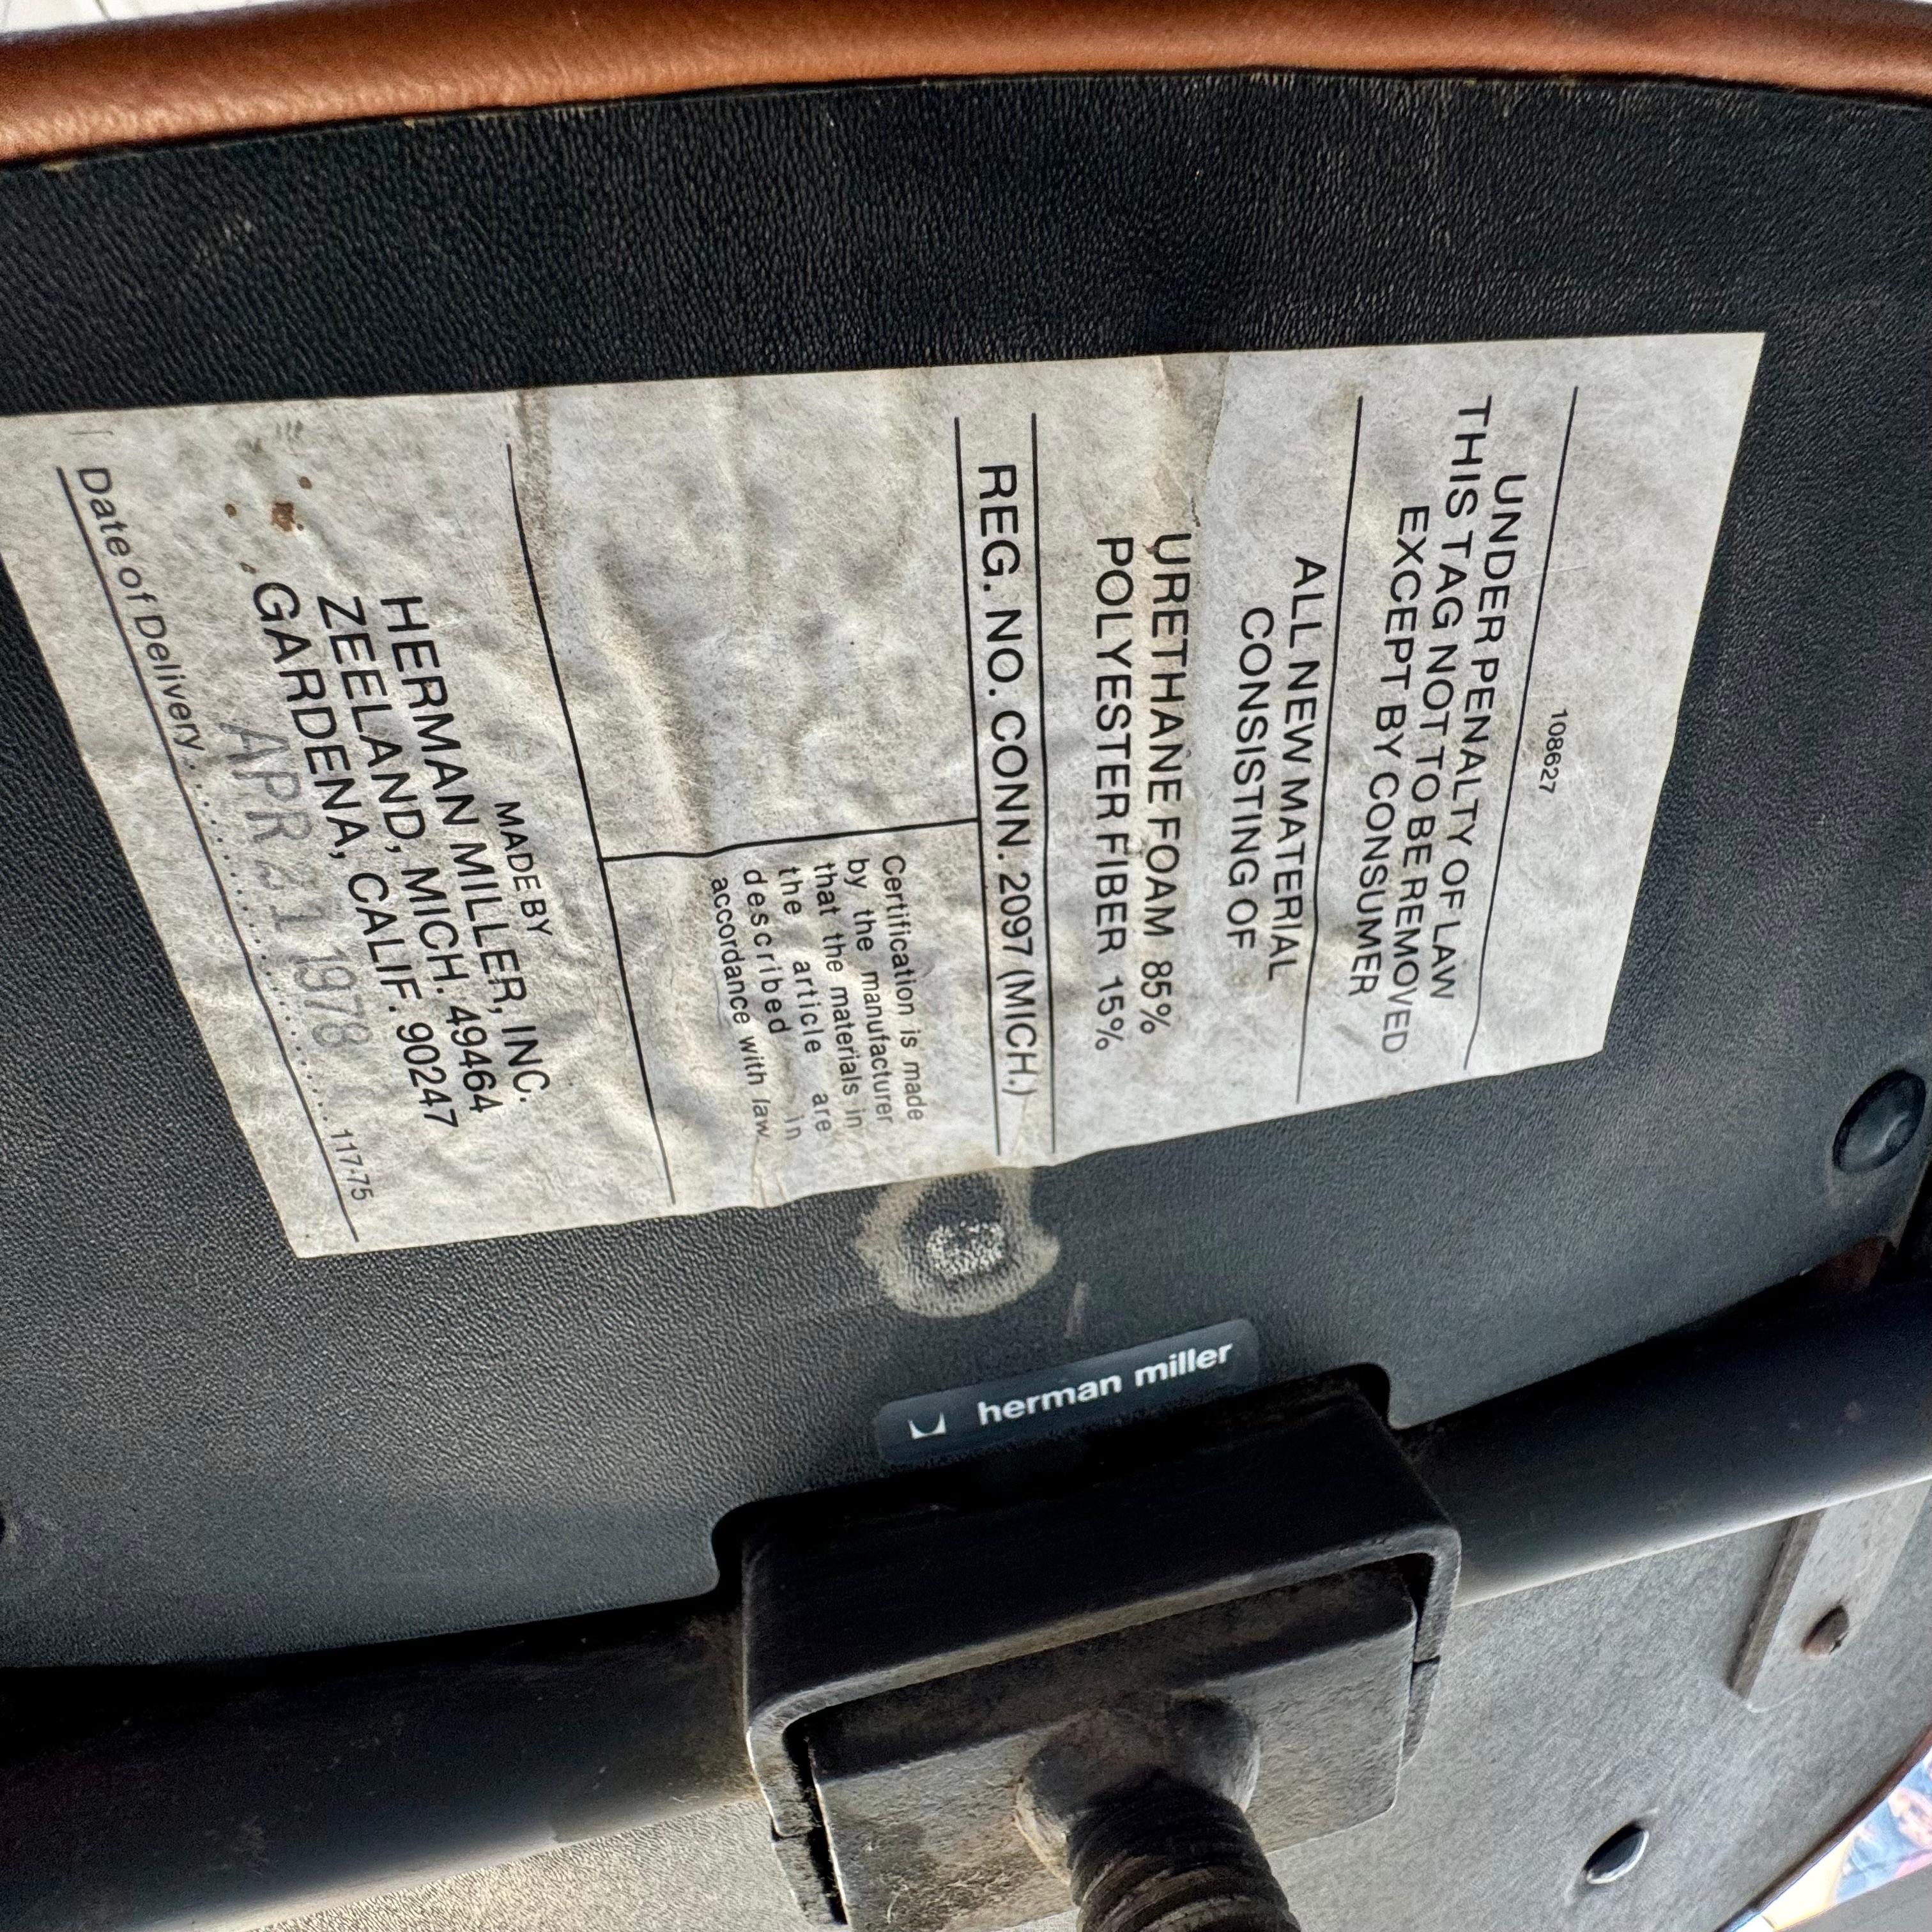 108627
UNDER PENALTY OF LAW
THIS TAG NOT TO BE REMOVED
EXCEPT BY CONSUMER
ALL NEW MATERIAL
CONSISTING OF
URETHANE FOAM 85%
POLYESTER FIBER 15%
REG. NO. CONN. 2097 (MICH.)
Certification is made
by the manufacturer
that the materials in
the article are
described in
accordance with law
MADE BY
HERMAN MILLER, INC.
ZEELAND, MICH. 49464
GARDENA, CALIF. 90247
APR 21 1978
Date of Delivery 117-75
herman miller